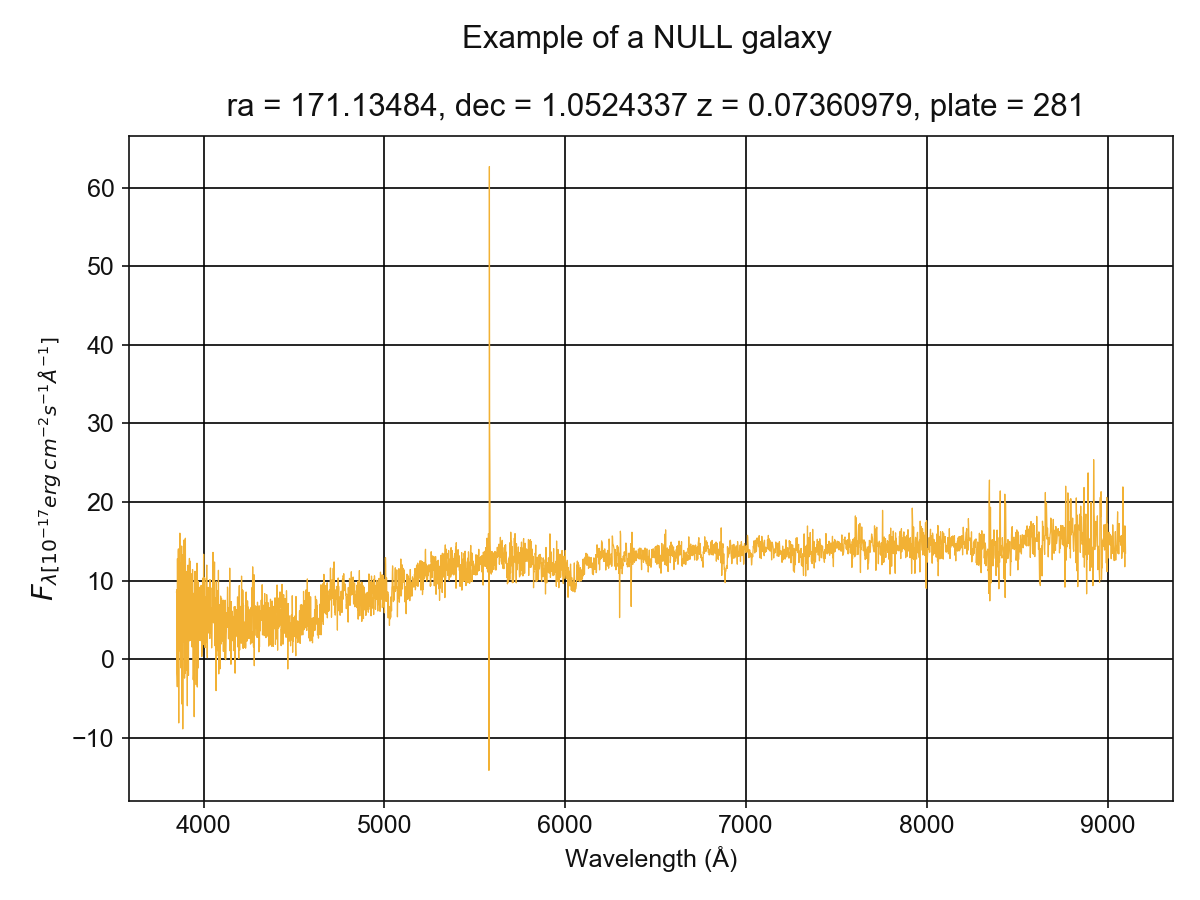 Example of a NULL galaxy
ra = 171.13484, dec = 1.0524337 z = 0.07360979, plate = 281
60
50
40
30
20
10
0
−10
F_{λ[10^{−17}erg cm^{−2}s^{−1}Å^{−1}]}
4000 5000 6000 7000 8000 9000
Wavelength (Å)